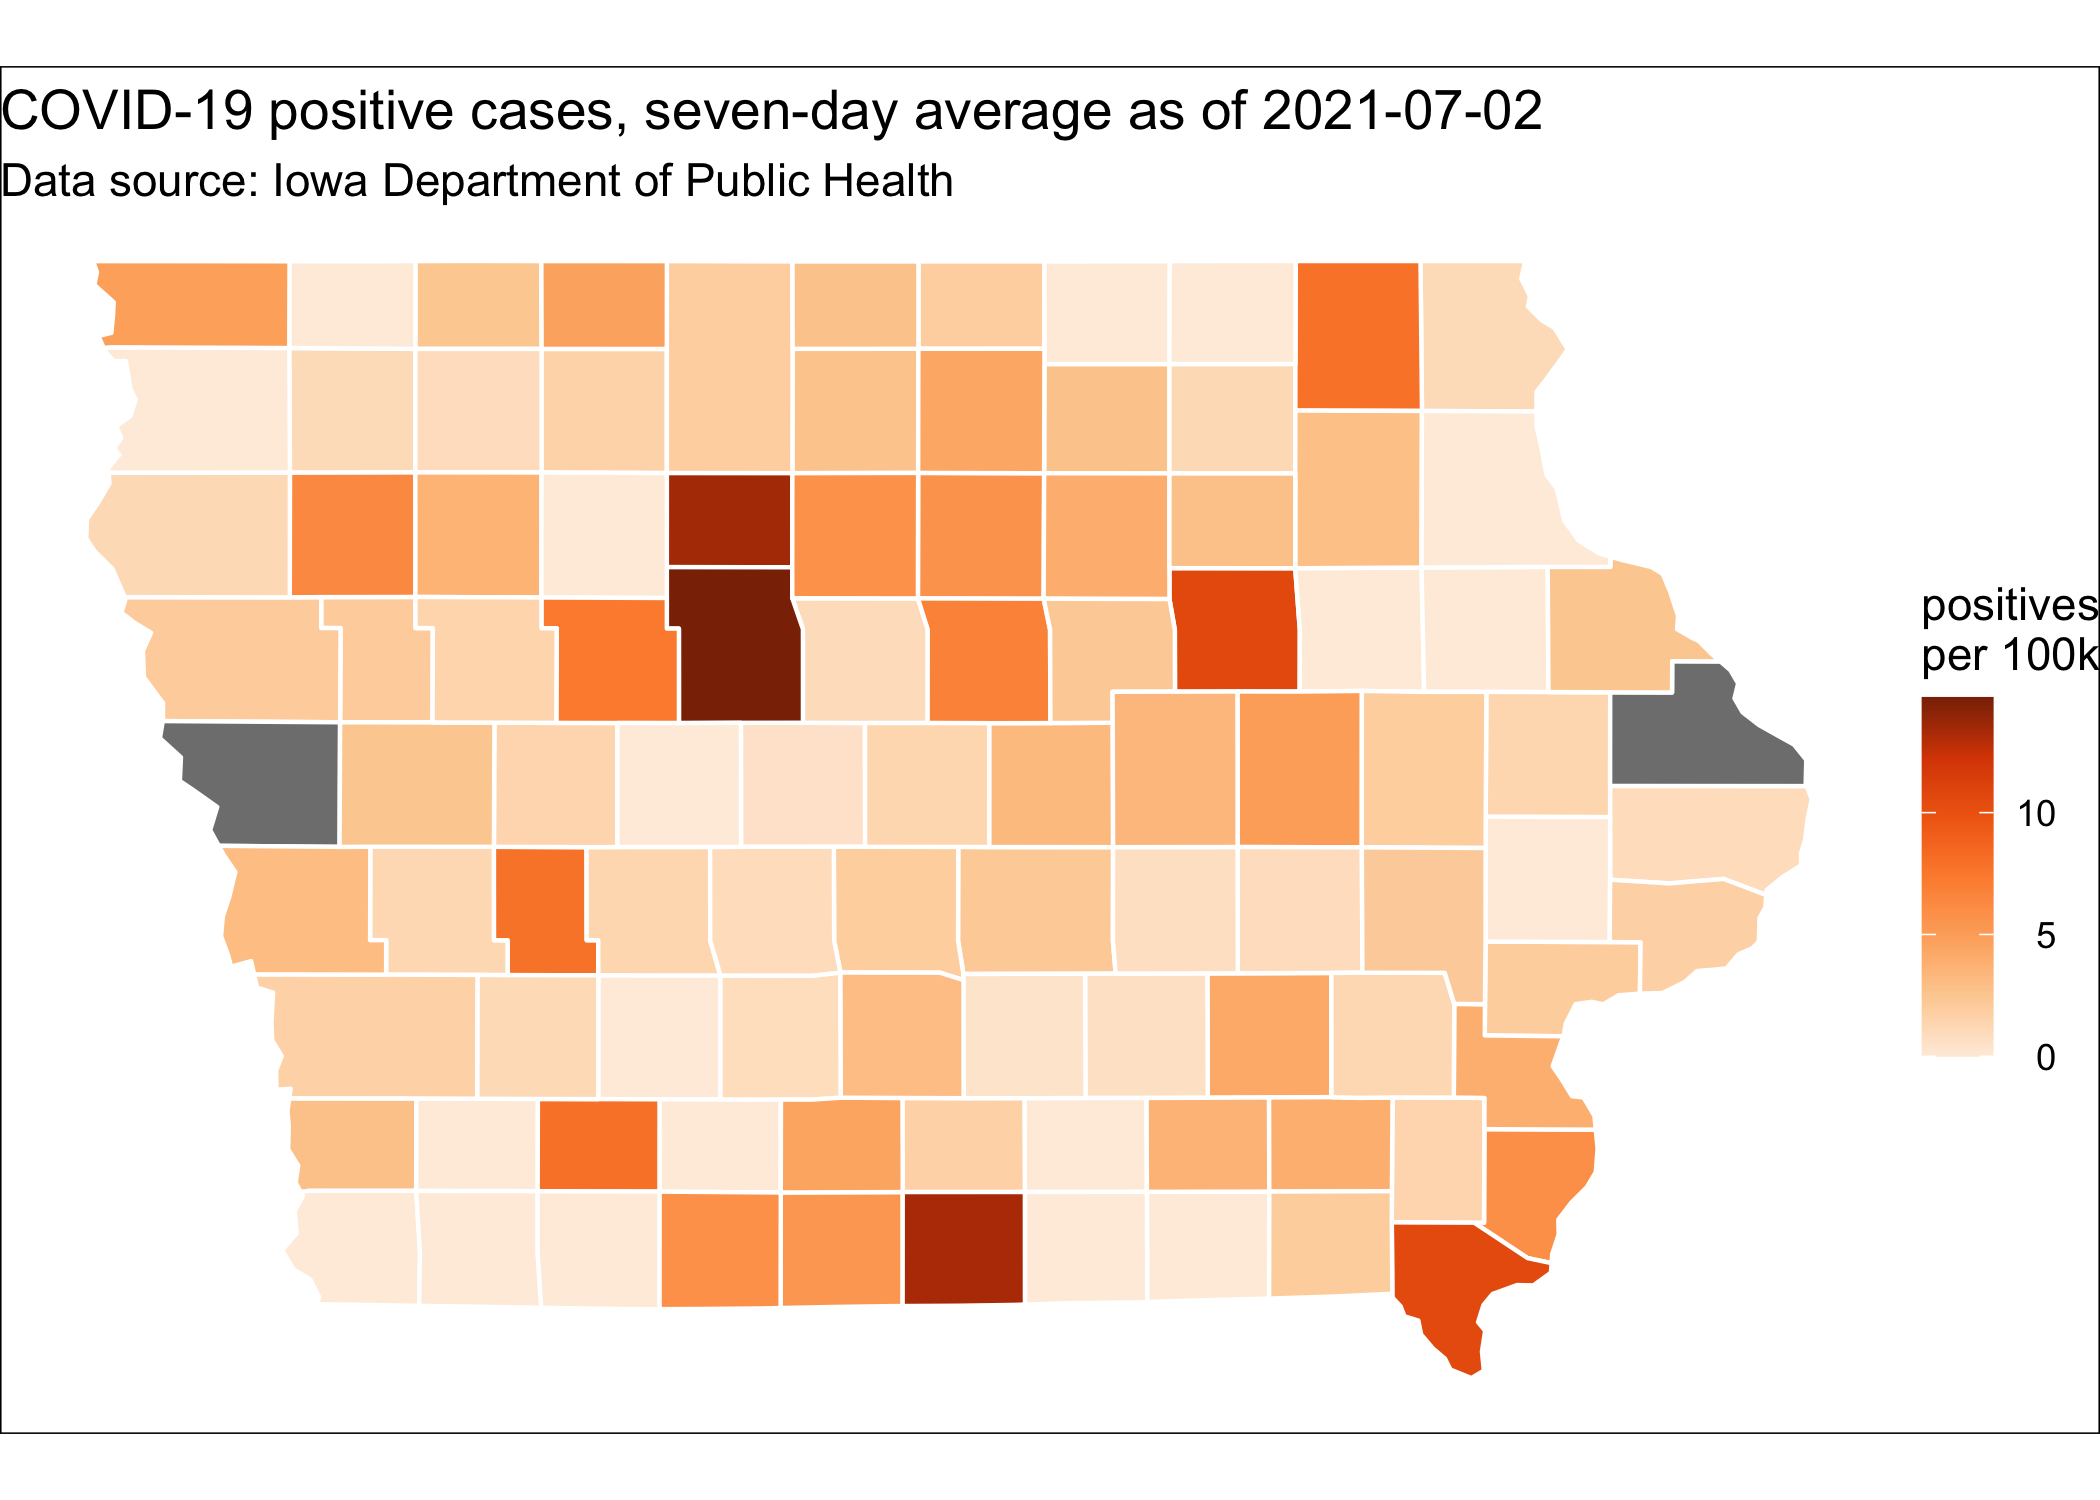 COVID-19 positive cases, seven-day average as of 2021-07-02
Data source: Iowa Department of Public Health
positives
per 100k
10
5
0